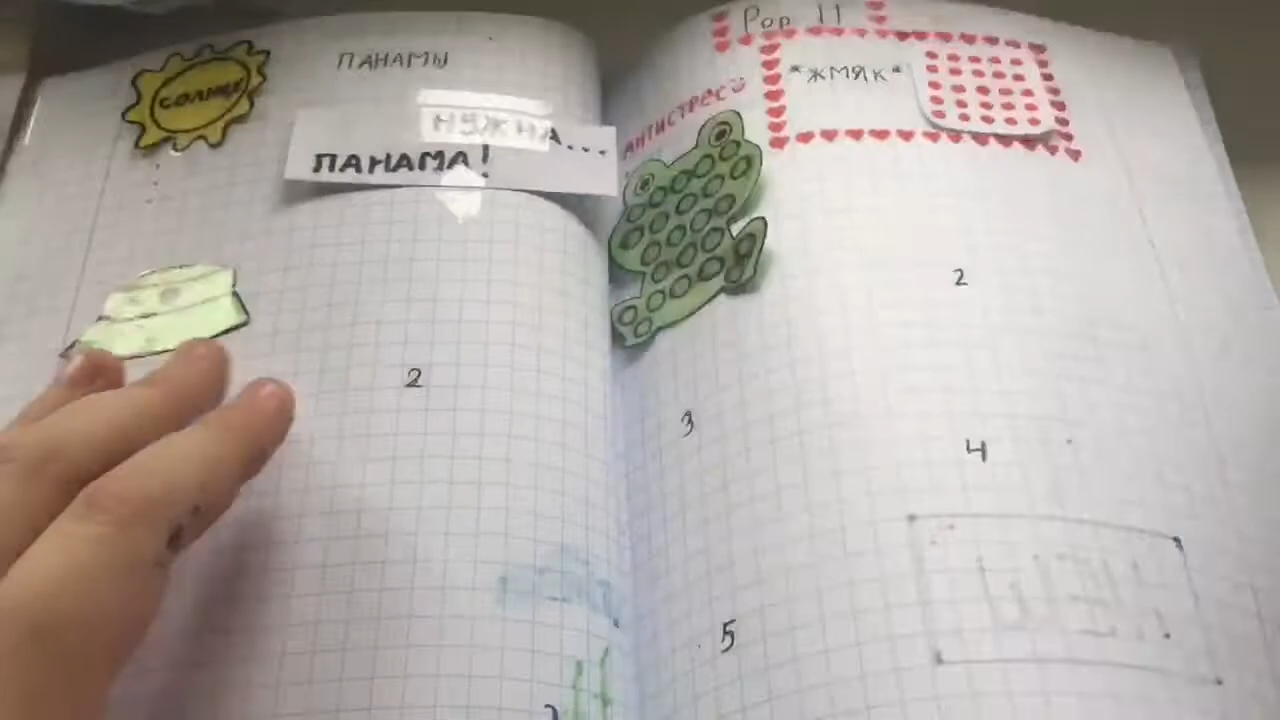 ПАНАМЫ
СОЛНЦЕ
НУЖНА...
ПАНАМА!
2
Pop It
*ЖМЯК*
АНТИСТРЕСС
2
3
4
5